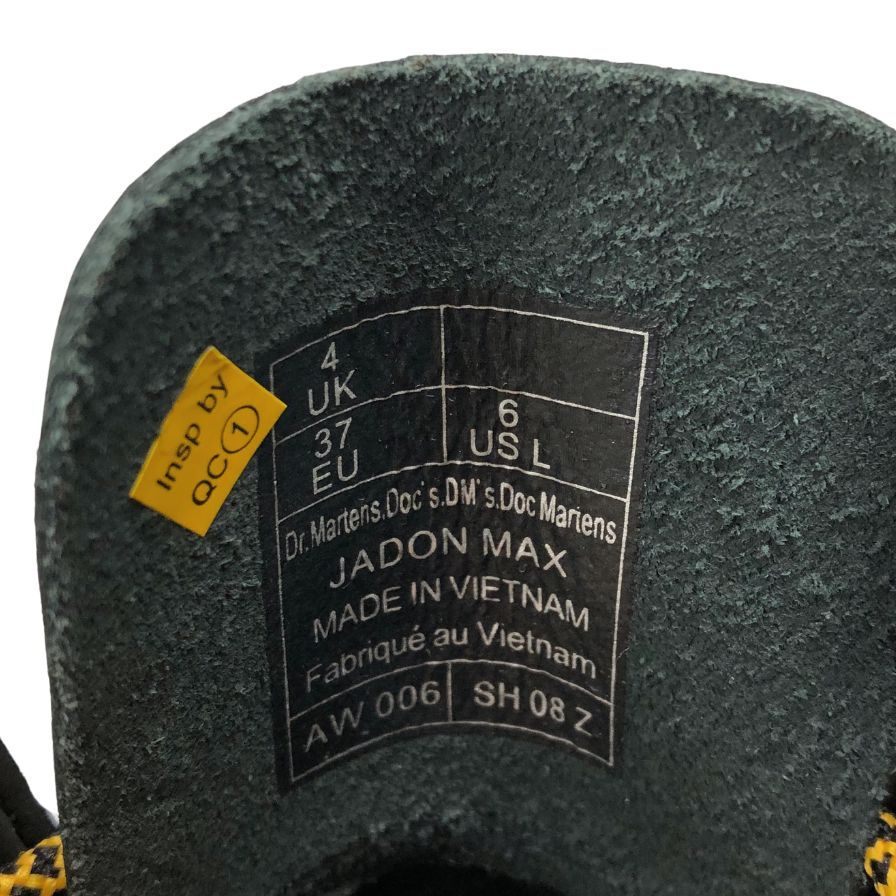 4
UK
37
EU
6
US L
Dr.Martens.Doc's.DM's.Doc Martens
JADON MAX
MADE IN VIETNAM
Fabriqué au Vietnam
AW 006
SH 08 Z
Insp by
QC 1